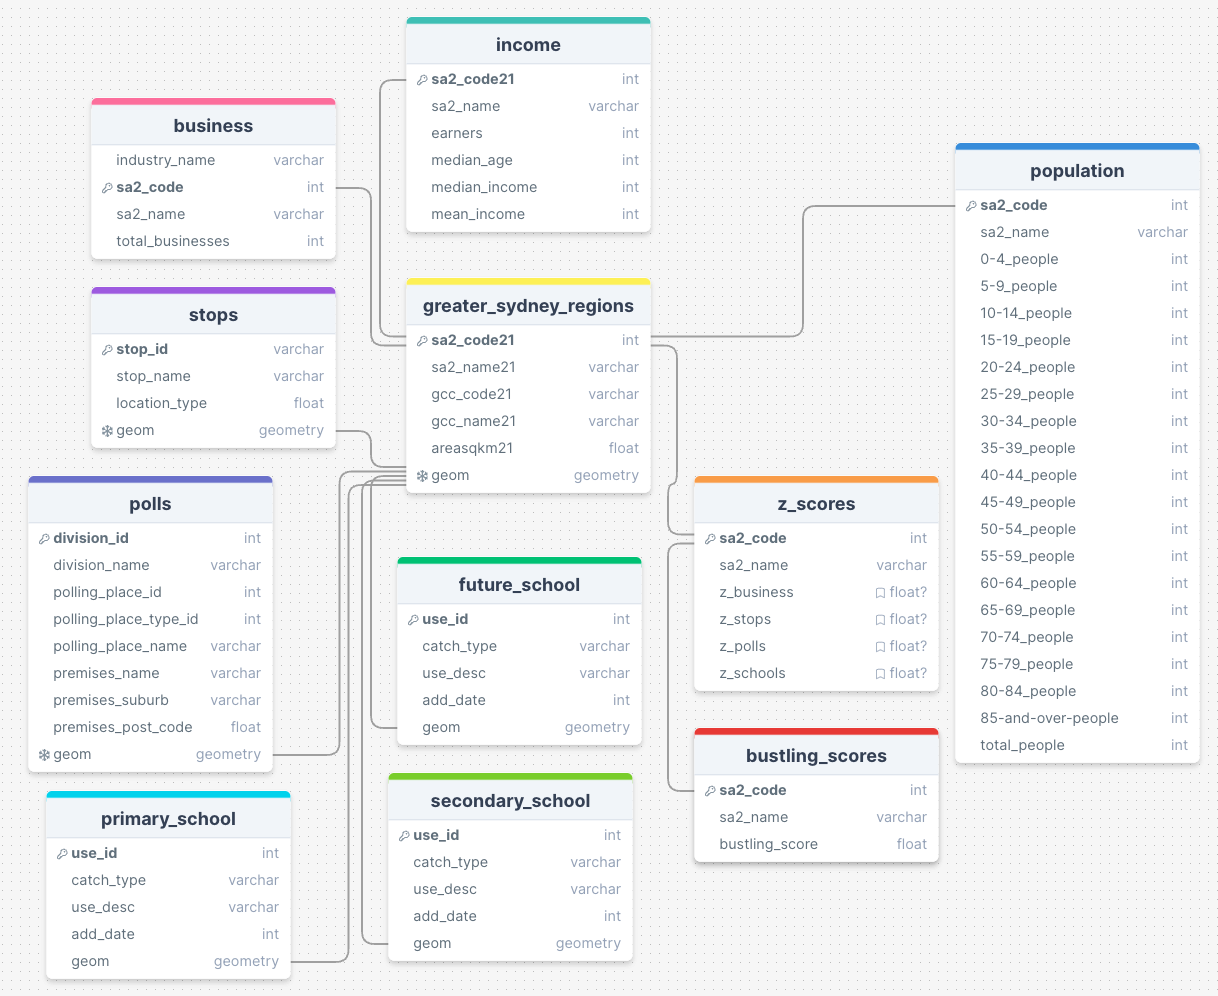 income
sa2_code21 int
sa2_name varchar
earners int
median_age int
median_income int
mean_income int
business
industry_name varchar
sa2_code int
sa2_name varchar
total_businesses int
population
sa2_code int
sa2_name varchar
0-4_people int
5-9_people int
10-14_people int
15-19_people int
20-24_people int
25-29_people int
30-34_people int
35-39_people int
40-44_people int
45-49_people int
50-54_people int
55-59_people int
60-64_people int
65-69_people int
70-74_people int
75-79_people int
80-84_people int
85-and-over-people int
total_people int
stops
stop_id varchar
stop_name varchar
location_type float
geom geometry
greater_sydney_regions
sa2_code21 int
sa2_name21 varchar
gcc_code21 varchar
gcc_name21 varchar
areasqkm21 float
geom geometry
polls
division_id int
division_name varchar
polling_place_id int
polling_place_type_id int
polling_place_name varchar
premises_name varchar
premises_suburb varchar
premises_post_code float
geom geometry
z_scores
sa2_code int
sa2_name varchar
z_business float?
z_stops float?
z_polls float?
z_schools float?
future_school
use_id int
catch_type varchar
use_desc varchar
add_date int
geom geometry
bustling_scores
sa2_code int
sa2_name varchar
bustling_score float
primary_school
use_id int
catch_type varchar
use_desc varchar
add_date int
geom geometry
secondary_school
use_id int
catch_type varchar
use_desc varchar
add_date int
geom geometry